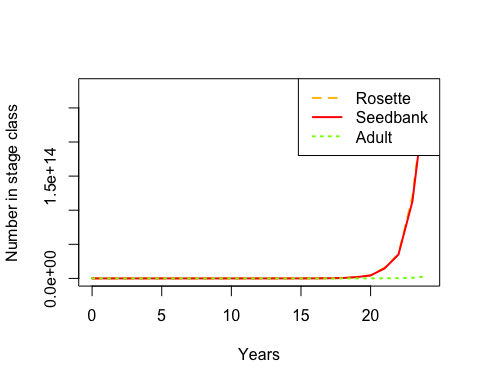 Rosette
Seedbank
Adult
Number in stage class
0.0e+00
1.5e+14
0 5 10 15 20
Years